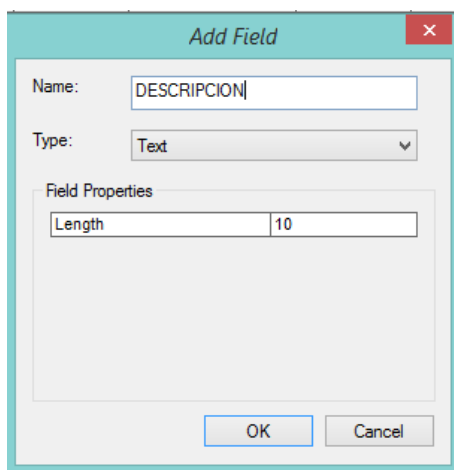 Add Field
Name: DESCRIPCION
Type: Text
Field Properties
Length 10
OK Cancel